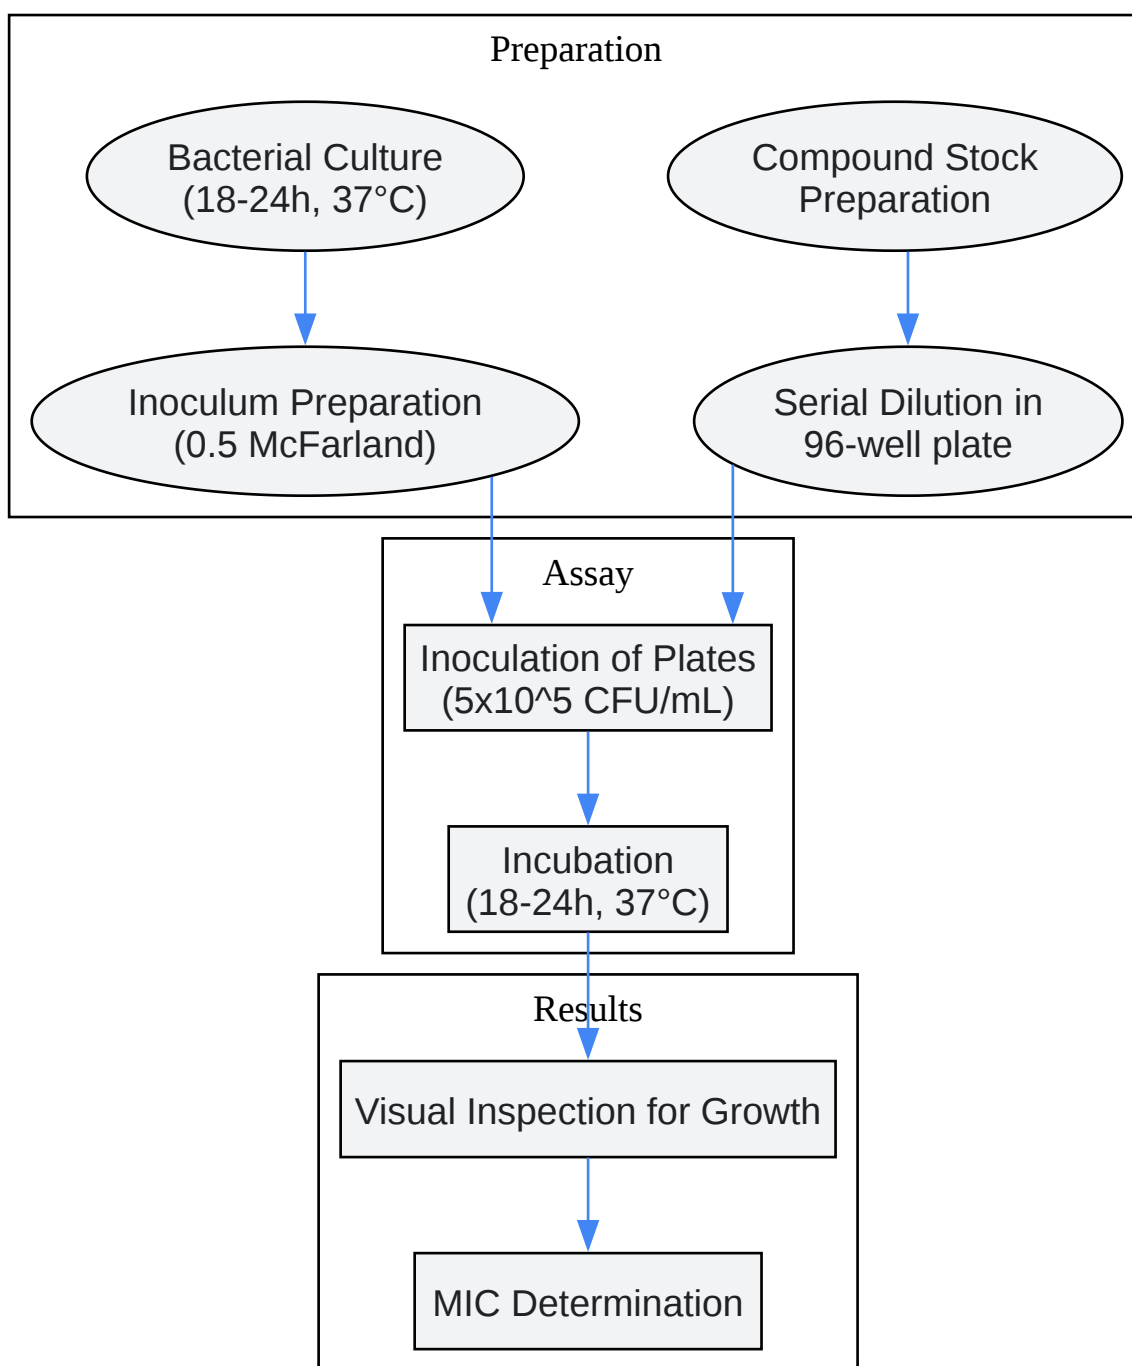 Preparation
Bacterial Culture
(18-24h, 37°C)
Compound Stock
Preparation
Inoculum Preparation
(0.5 McFarland)
Serial Dilution in
96-well plate
Assay
Inoculation of Plates
(5x10^5 CFU/mL)
Incubation
(18-24h, 37°C)
Results
Visual Inspection for Growth
MIC Determination